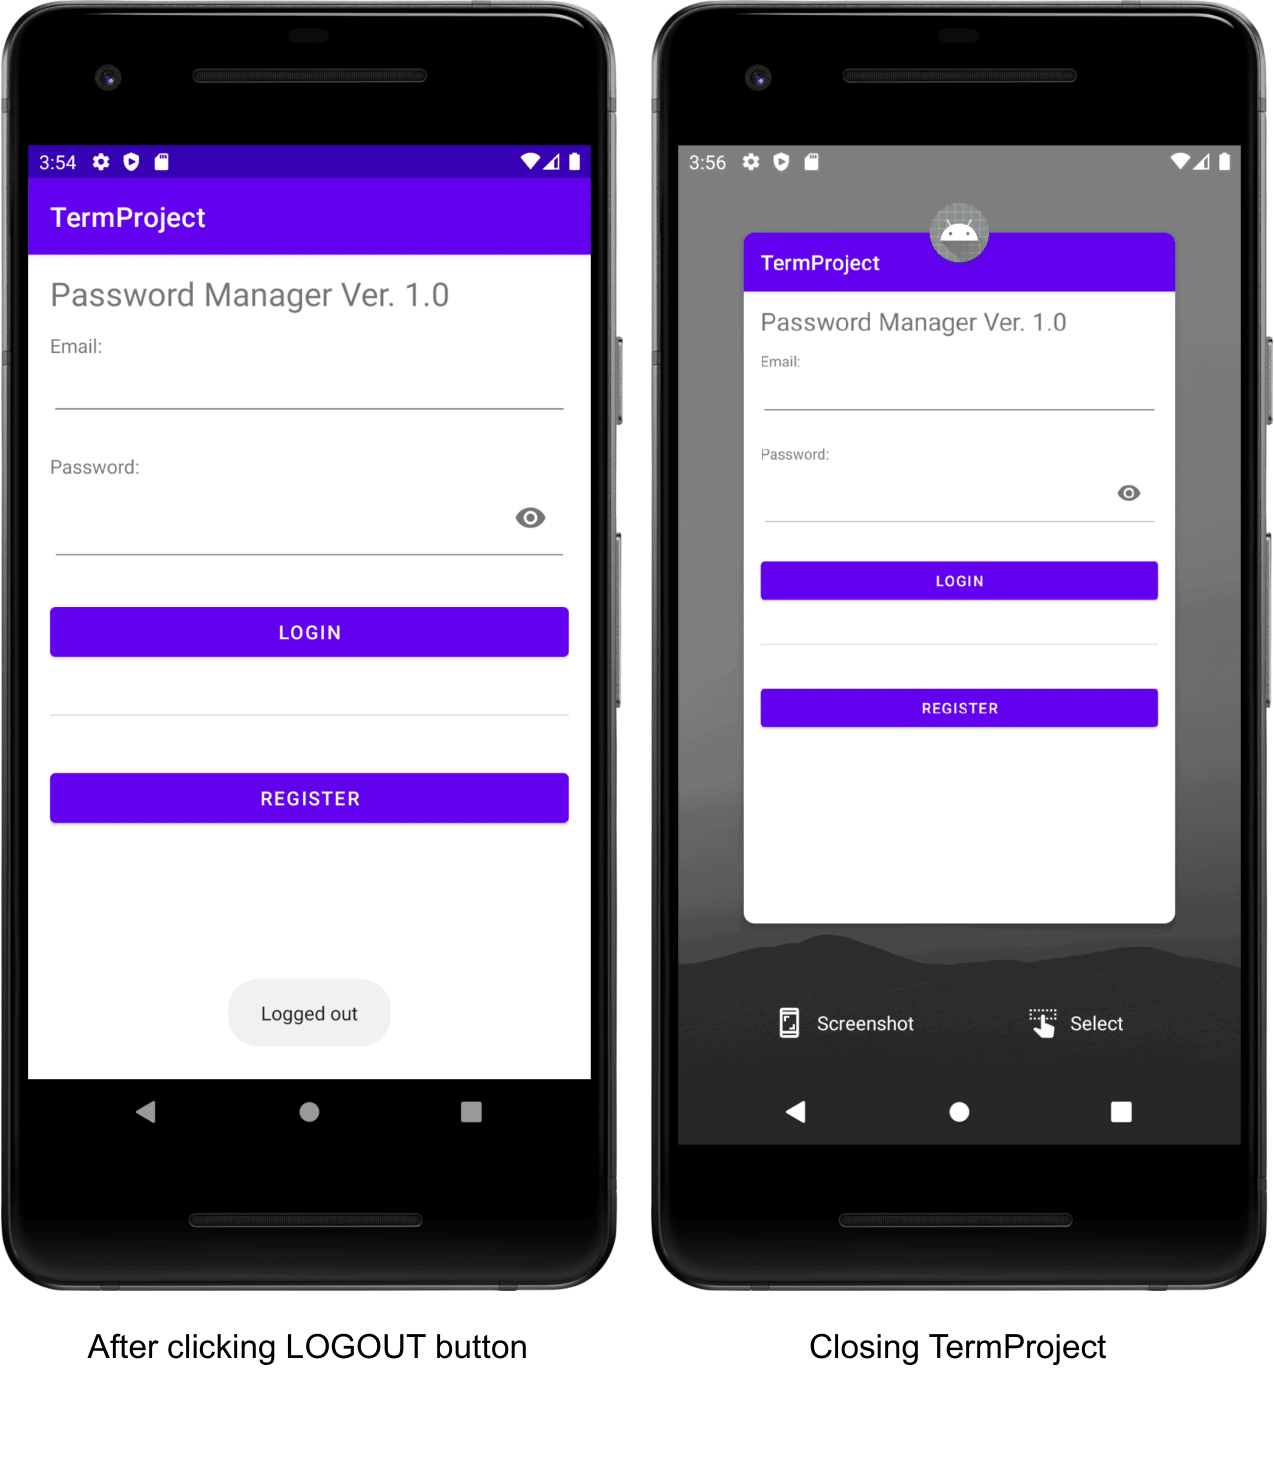 3:54
TermProject
Password Manager Ver. 1.0
Email:
Password:
LOGIN
REGISTER
Logged out
After clicking LOGOUT button
3:56
TermProject
Password Manager Ver. 1.0
Email:
Password:
LOGIN
REGISTER
Screenshot
Select
Closing TermProject